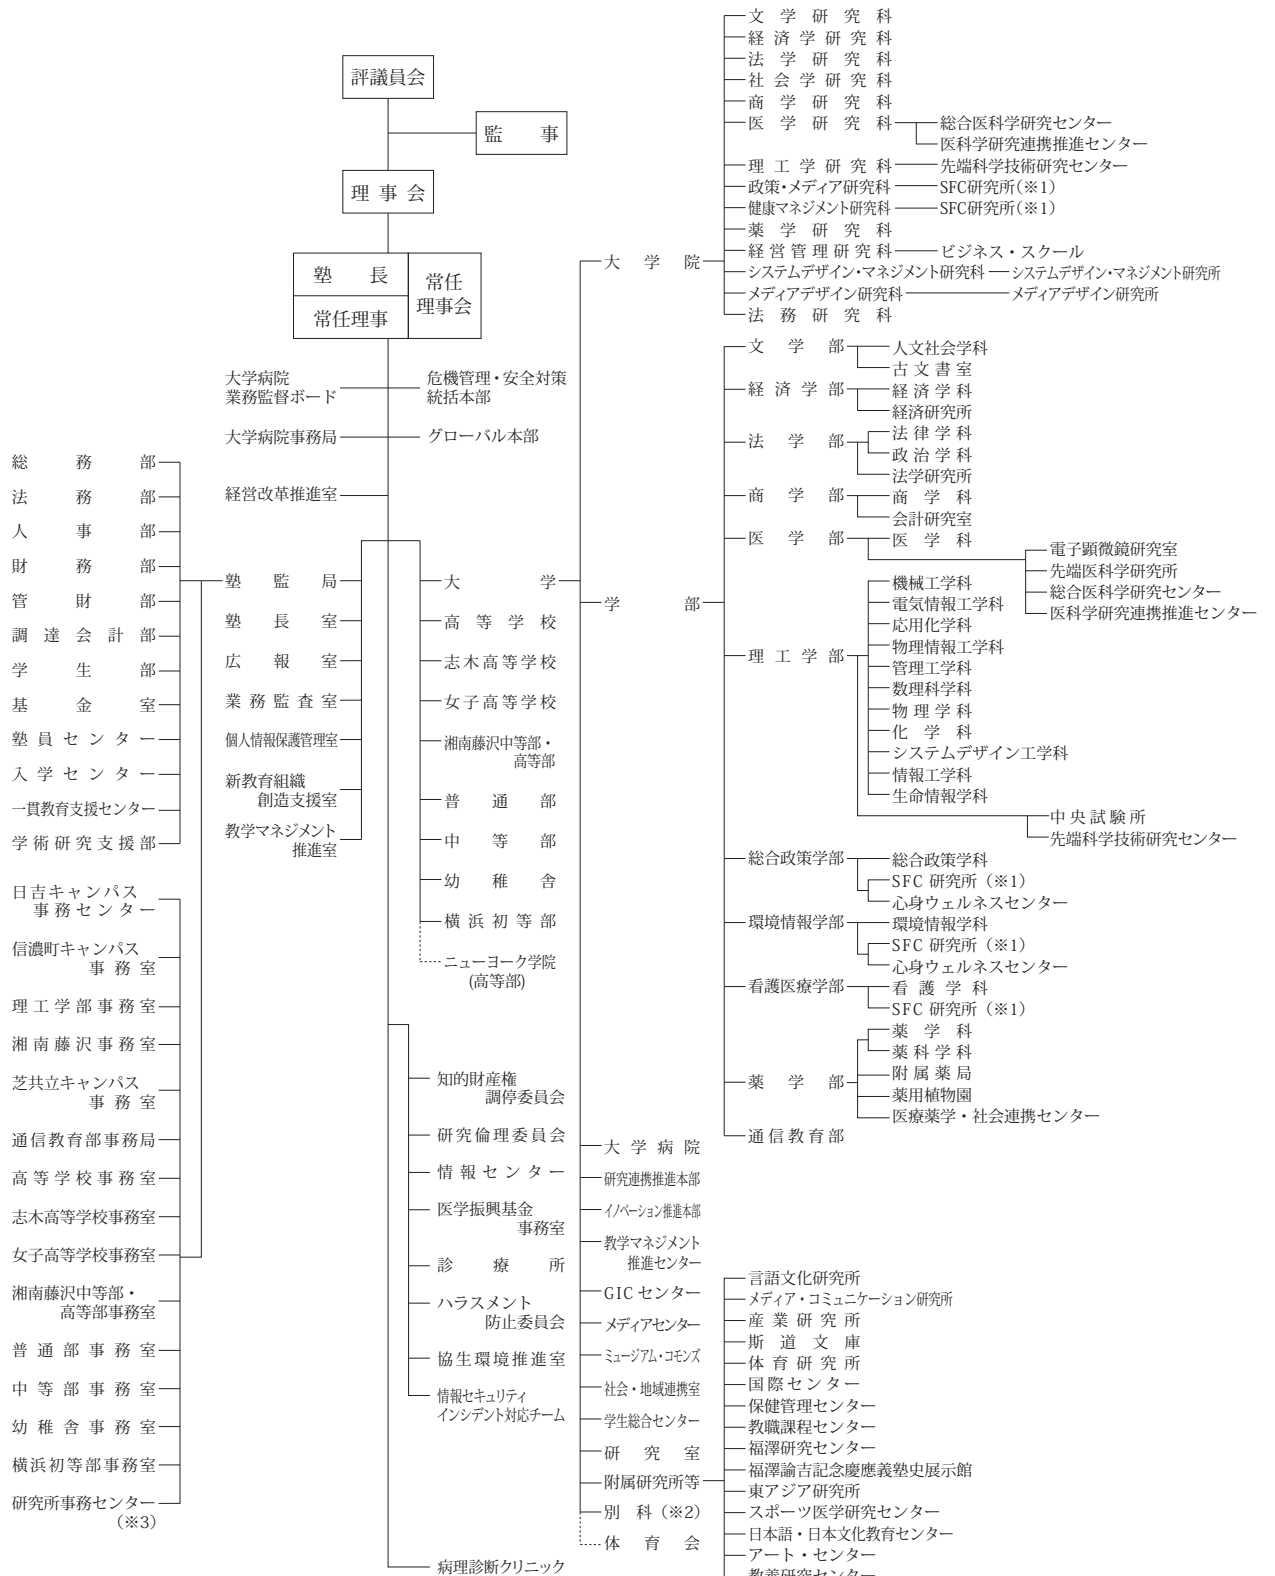 評議員会
監事
理事会
塾長
常任理事
常任
理事会
大学病院
業務監督ボード
危機管理・安全対策
統括本部
大学病院事務局
グローバル本部
経営改革推進室
総務部
法務部
人事部
財務部
管財部
調達会計部
学生部
基金室
塾員センター
入学センター
一貫教育支援センター
学術研究支援部
日吉キャンパス
事務センター
信濃町キャンパス
事務室
理工学部事務室
湘南藤沢事務室
芝共立キャンパス
事務室
通信教育部事務局
高等学校事務室
志木高等学校事務室
女子高等学校事務室
湘南藤沢中等部・
高等部事務室
普通部事務室
中等部事務室
幼稚舎事務室
横浜初等部事務室
研究所事務センター
（※3）
塾監局
塾長室
広報室
業務監査室
個人情報保護管理室
新教育組織
創造支援室
教学マネジメント
推進室
大学
高等学校
志木高等学校
女子高等学校
湘南藤沢中等部・
高等部
普通部
中等部
幼稚舎
横浜初等部
ニューヨーク学院
(高等部)
知的財産権
調停委員会
研究倫理委員会
情報センター
医学振興基金
事務室
診療所
ハラスメント
防止委員会
協生環境推進室
情報セキュリティ
インシデント対応チーム
病理診断クリニック
大学院
文学研究科
経済学研究科
法学研究科
社会学研究科
商学研究科
医学研究科
総合医科学研究センター
医科学研究連携推進センター
理工学研究科
先端科学技術研究センター
政策・メディア研究科
SFC研究所(※1)
健康マネジメント研究科
SFC研究所(※1)
薬学研究科
経営管理研究科
ビジネス・スクール
システムデザイン・マネジメント研究科
システムデザイン・マネジメント研究所
メディアデザイン研究科
メディアデザイン研究所
法務研究科
学部
文学部
人文社会学科
古文書室
経済学部
経済学科
経済研究所
法学部
法律学科
政治学科
法学研究所
商学部
商学科
会計研究室
医学部
医学科
電子顕微鏡研究室
先端医科学研究所
総合医科学研究センター
医科学研究連携推進センター
理工学部
機械工学科
電気情報工学科
応用化学科
物理情報工学科
管理工学科
数理科学科
物理学科
化学科
システムデザイン工学科
情報工学科
生命情報学科
中央試験所
先端科学技術研究センター
総合政策学部
総合政策学科
SFC 研究所（※1）
心身ウェルネスセンター
環境情報学部
環境情報学科
SFC 研究所（※1）
心身ウェルネスセンター
看護医療学部
看護学科
SFC 研究所（※1）
薬学部
薬学科
薬科学科
附属薬局
薬用植物園
医療薬学・社会連携センター
通信教育部
大学病院
研究連携推進本部
イノベーション推進本部
教学マネジメント
推進センター
GIC センター
メディアセンター
ミュージアム・コモンズ
社会・地域連携室
学生総合センター
研究室
附属研究所等
別科（※2）
体育会
言語文化研究所
メディア・コミュニケーション研究所
産業研究所
斯道文庫
体育研究所
国際センター
保健管理センター
教職課程センター
福澤研究センター
福澤諭吉記念慶應義塾史展示館
東アジア研究所
スポーツ医学研究センター
日本語・日本文化教育センター
アート・センター